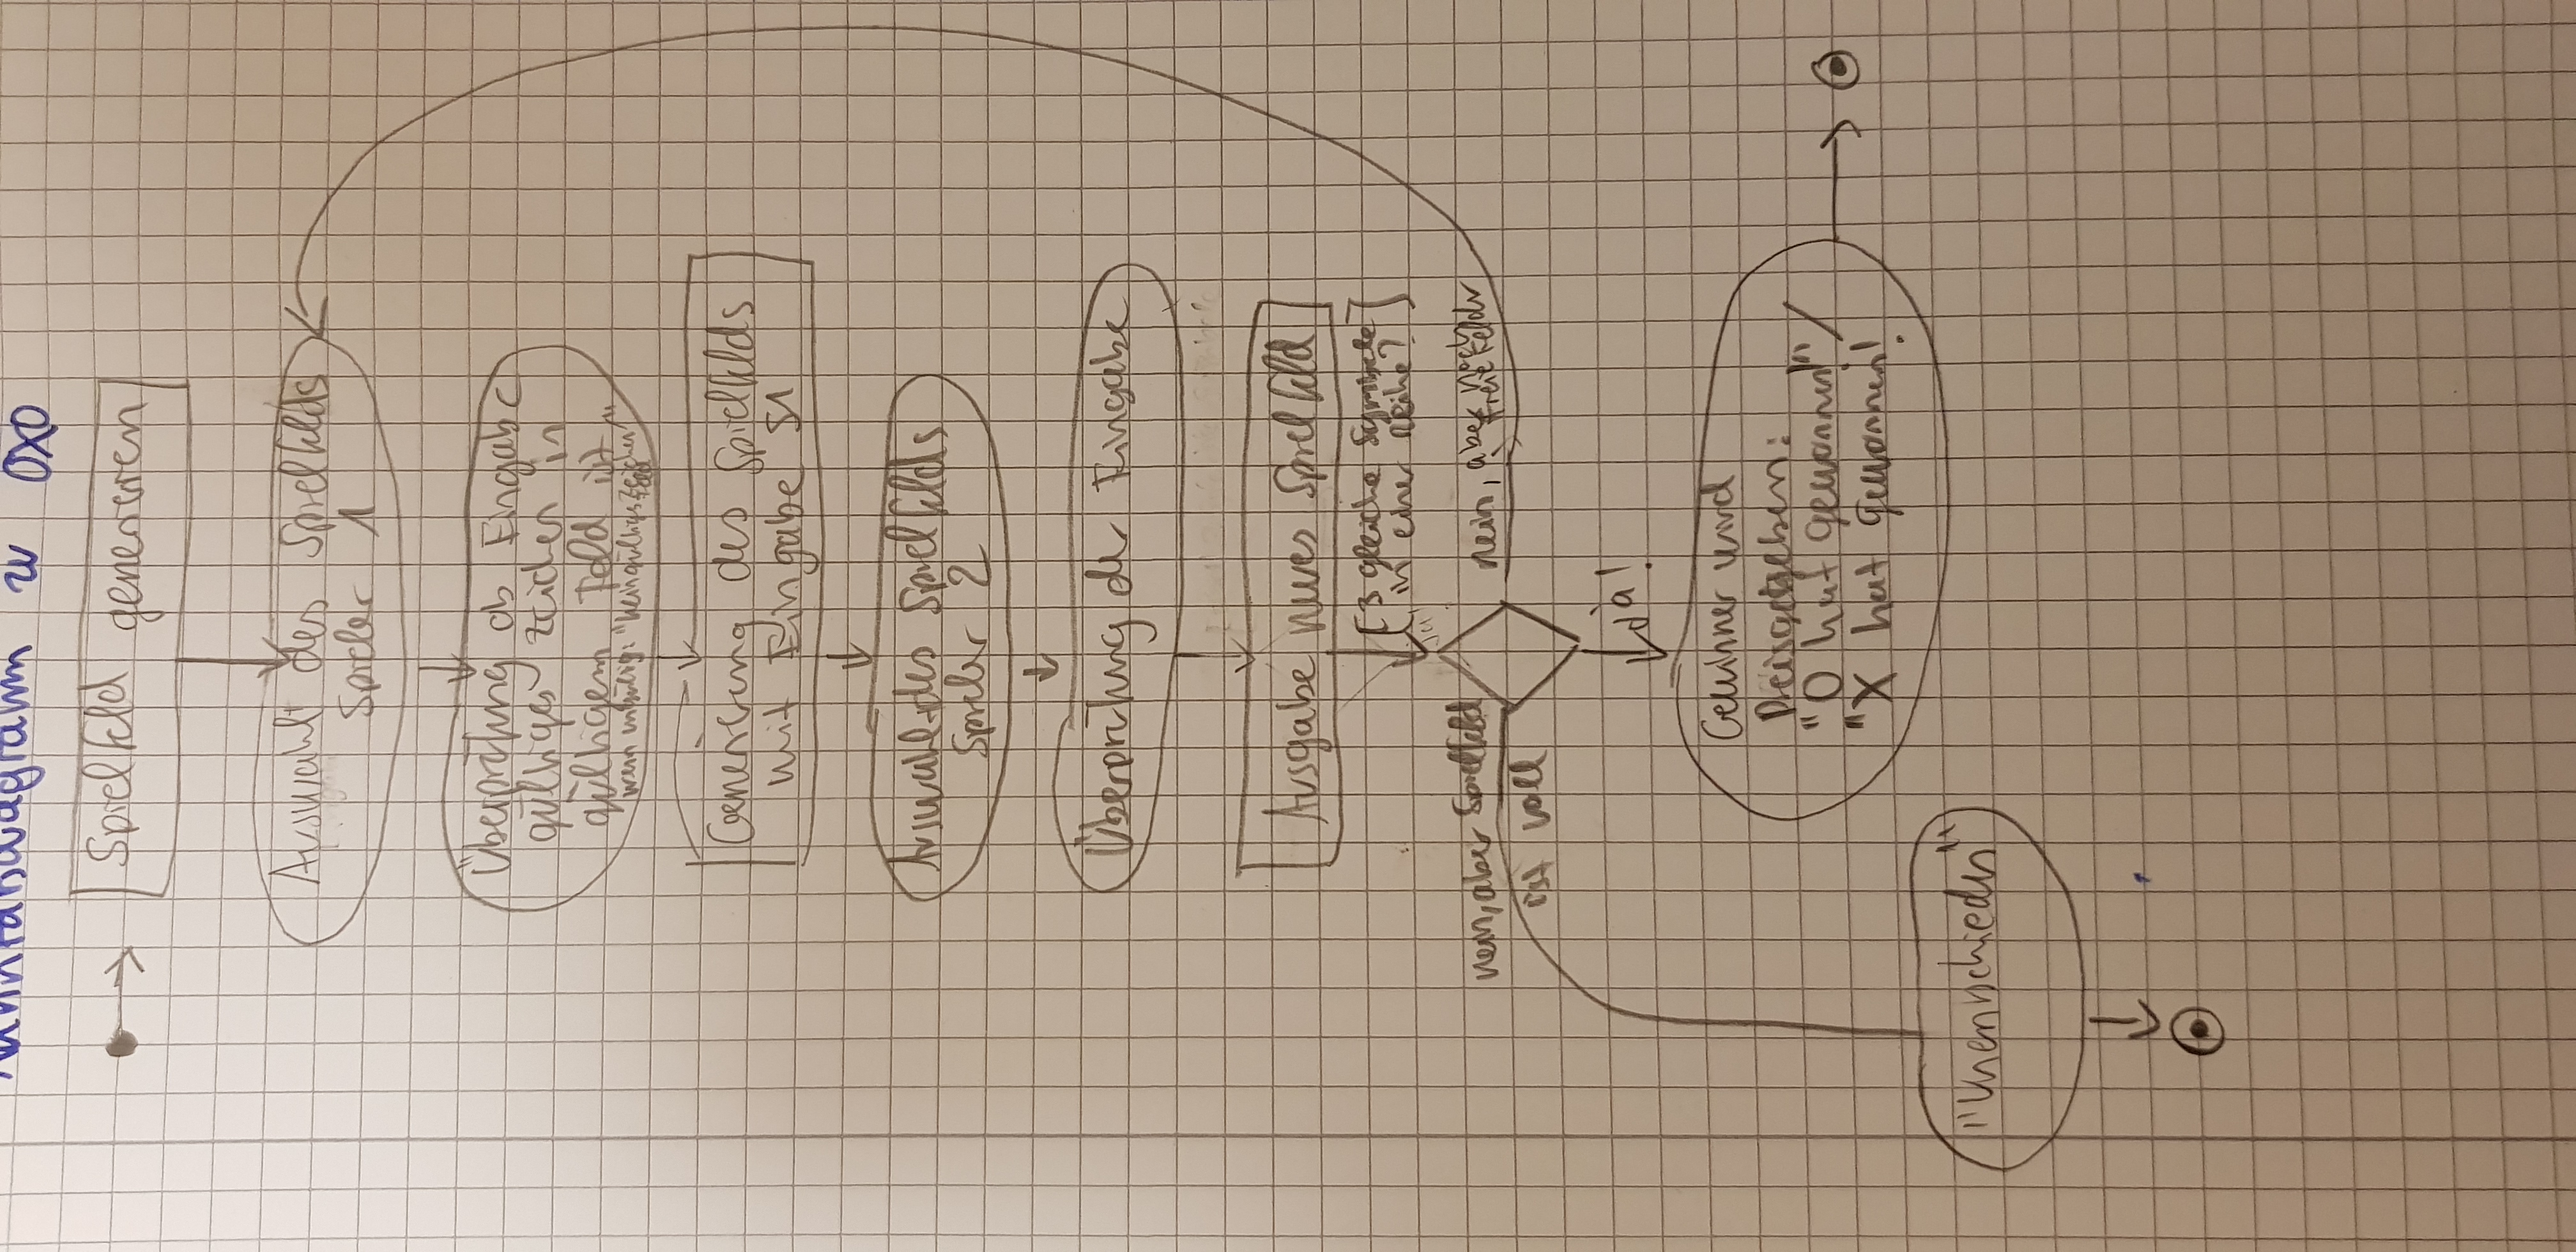 zu OXO
Spielfeld generieren
Auswahl des Spielfelds
Spieler 1
Überprüfung ob Eingabe
gültiges Zeichen in
gültigem Feld ist
wenn ungültig: "kein gültiges Zeichen/
Feld"
Generierung des Spielfelds
mit Eingabe S1
Auswahl des Spielfelds
Spieler 2
Überprüfung der Eingabe
Ausgabe neues Spielfeld
[3 gleiche Symbole
in einer Reihe?]
nein, aber Spielfeld
ist voll
nein, aber noch
freie Felder
ja!
Gewinner wird
Preisgegeben:
"O hat gewonnen!" /
"X hat gewonnen!
"Unentschieden"